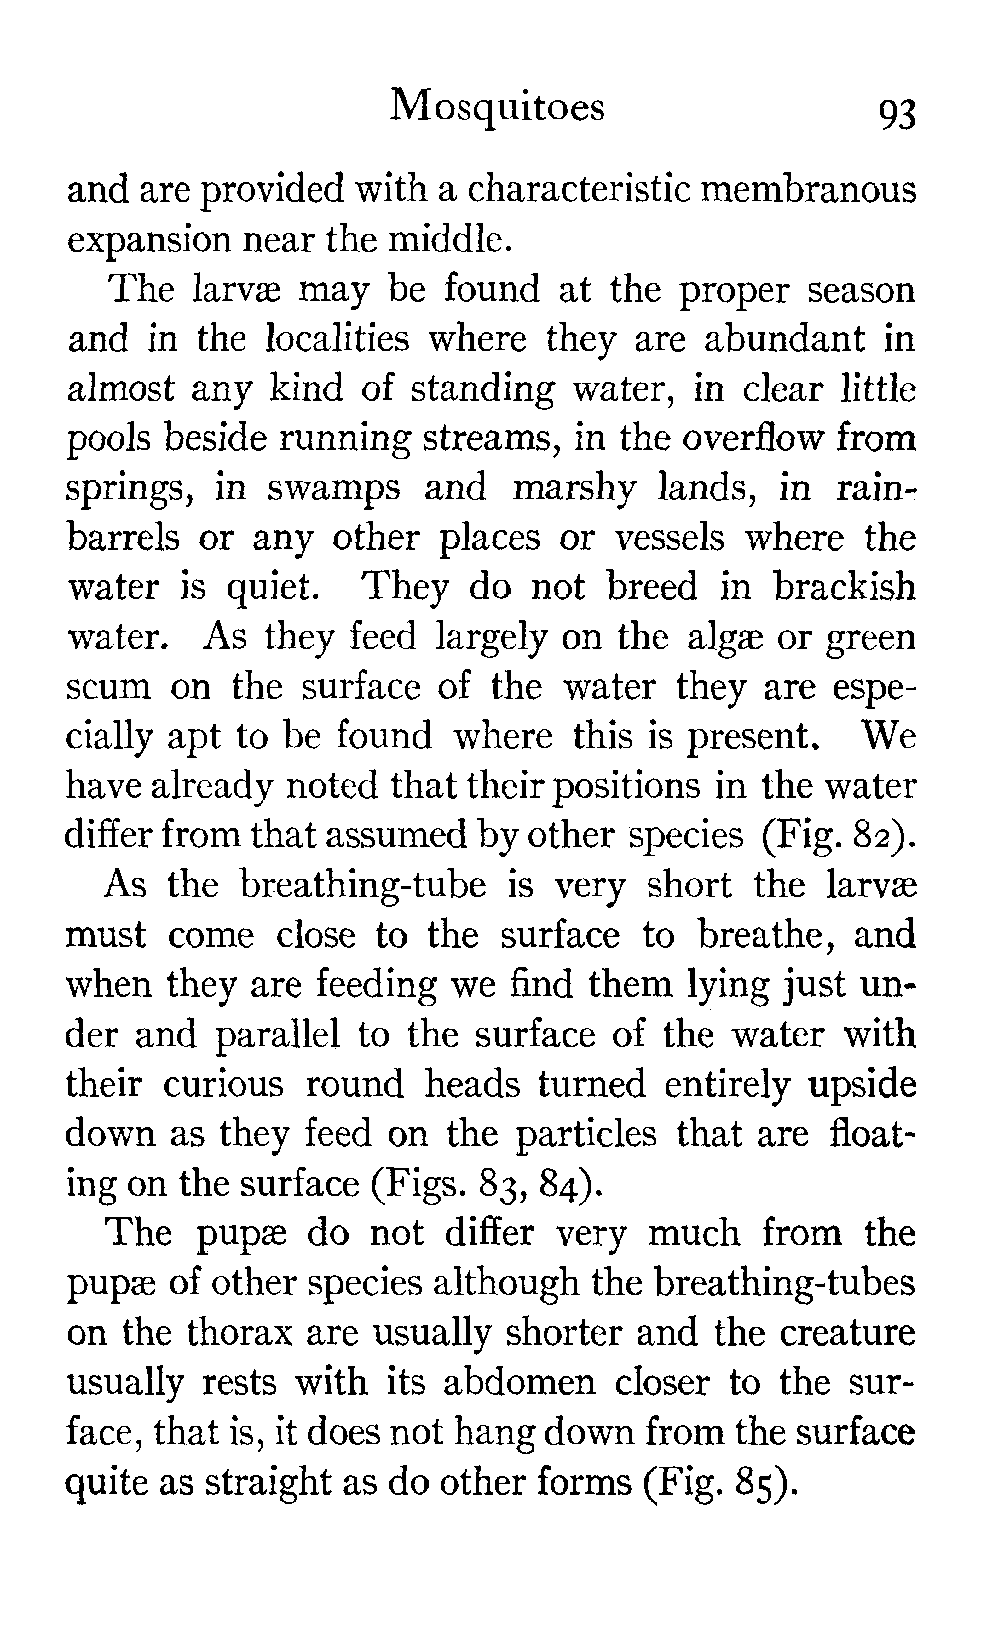 Mosquitoes 93
and are provided with a characteristic membranous
expansion near the middle.
The larvæ may be found at the proper season
and in the localities where they are abundant in
almost any kind of standing water, in clear little
pools beside running streams, in the overflow from
springs, in swamps and marshy lands, in rain-
barrels or any other places or vessels where the
water is quiet. They do not breed in brackish
water. As they feed largely on the algæ or green
scum on the surface of the water they are espe-
cially apt to be found where this is present. We
have already noted that their positions in the water
differ from that assumed by other species (Fig. 82).
As the breathing-tube is very short the larvæ
must come close to the surface to breathe, and
when they are feeding we find them lying just un-
der and parallel to the surface of the water with
their curious round heads turned entirely upside
down as they feed on the particles that are float-
ing on the surface (Figs. 83, 84).
The pupæ do not differ very much from the
pupæ of other species although the breathing-tubes
on the thorax are usually shorter and the creature
usually rests with its abdomen closer to the sur-
face, that is, it does not hang down from the surface
quite as straight as do other forms (Fig. 85).